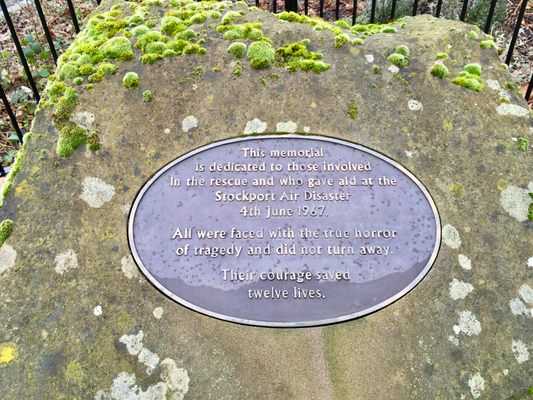 This memorial
is dedicated to those involved
In the rescue and who gave aid at the
Stockport Air Disaster
4th June 1967.
All were faced with the true horror
of tragedy and did not turn away.
Their courage saved
twelve lives.